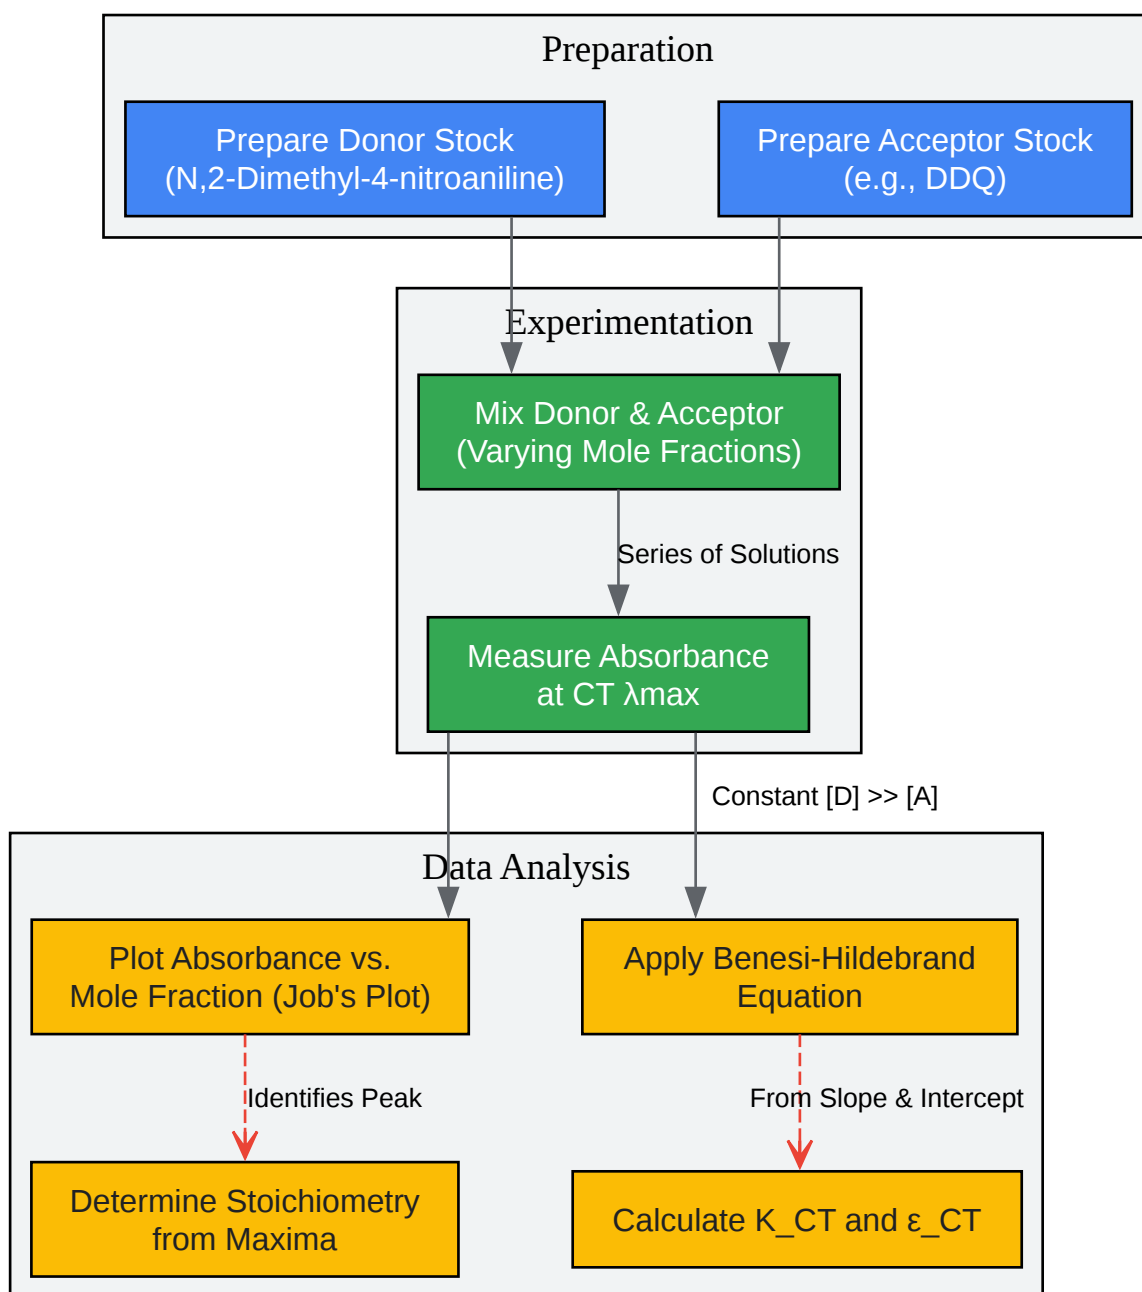 Preparation
Prepare Donor Stock
(N,2-Dimethyl-4-nitroaniline)
Prepare Acceptor Stock
(e.g., DDQ)
Experimentation
Mix Donor & Acceptor
(Varying Mole Fractions)
Series of Solutions
Measure Absorbance
at CT λmax
Constant [D] >> [A]
Data Analysis
Plot Absorbance vs.
Mole Fraction (Job's Plot)
Apply Benesi-Hildebrand
Equation
Identifies Peak
From Slope & Intercept
Determine Stoichiometry
from Maxima
Calculate K_CT and ε_CT